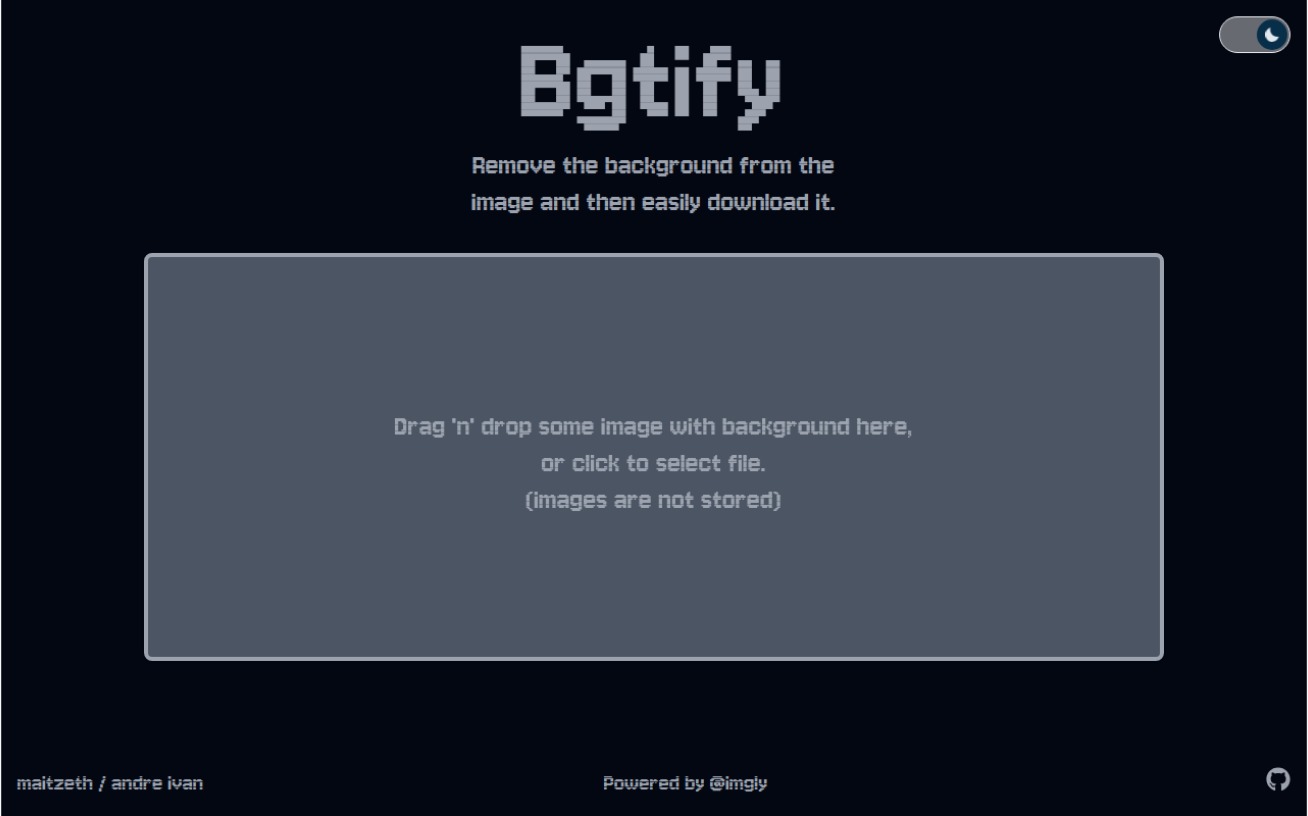 Bgtify
Remove the background from the
image and then easily download it.
Drag 'n' drop some image with background here,
or click to select file.
(images are not stored)
maitzeth / andre ivan
Powered by @imgly